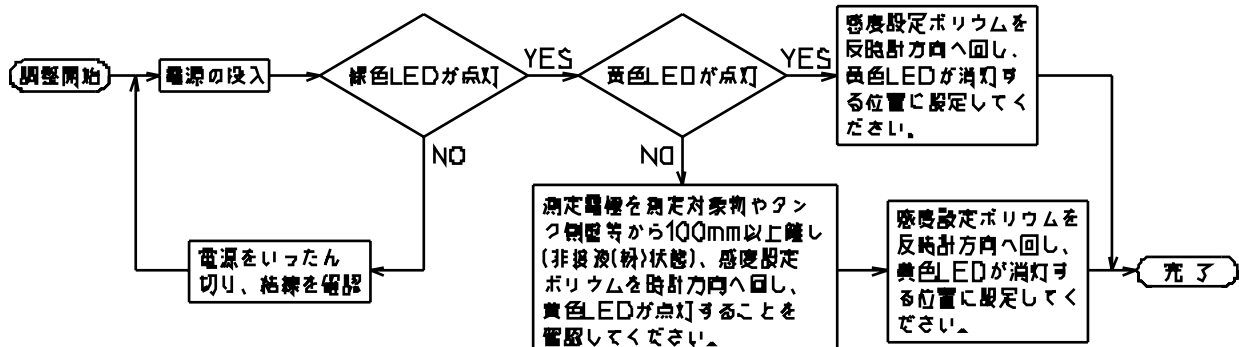 調整開始
電源の投入
緑色LEDが点灯
YES
黄色LEDが点灯
YES
感度設定ボリウムを
反時計方向へ回し、
黄色LEDが消灯す
る位置に設定してく
ださい。
NO
NO
電源をいったん
切り、結線を確認
測定電極を測定対象物やタン
ク側壁等から100mm以上離し
(非接液(粉)状態)、感度設定
ボリウムを時計方向へ回し、
黄色LEDが点灯することを
確認してください。
感度設定ボリウムを
反時計方向へ回し、
黄色LEDが消灯す
る位置に設定してく
ださい。
完了